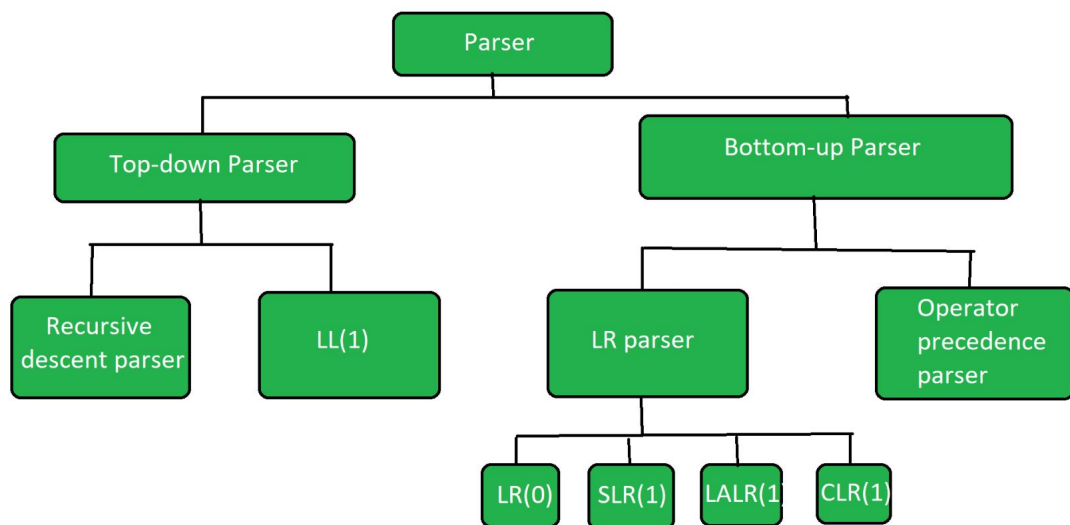 Parser
Top-down Parser
Bottom-up Parser
Recursive
descent parser
LL(1)
LR parser
Operator
precedence
parser
LR(0)
SLR(1)
LALR(1)
CLR(1)